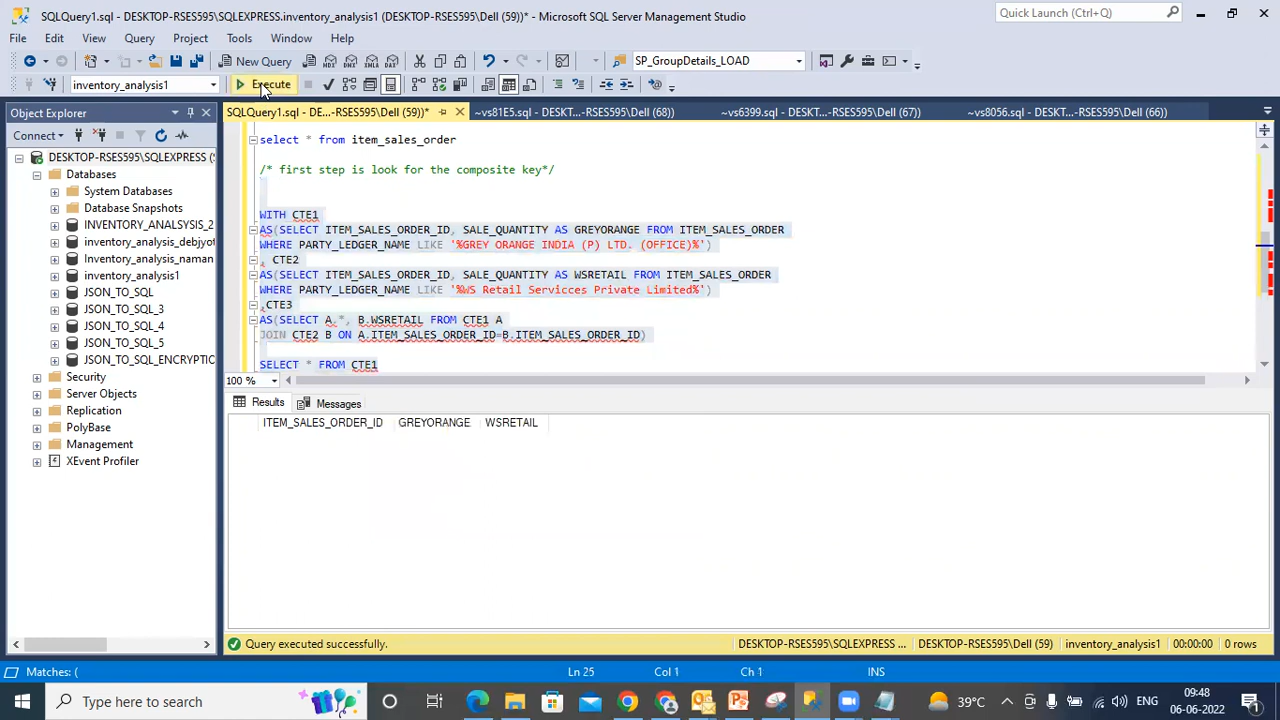 SQLQuery1.sql - DESKTOP-RSES595\SQLEXPRESS.inventory_analysis1 (DESKTOP-RSES595\Dell (59))* - Microsoft SQL Server Management Studio
Quick Launch (Ctrl+Q)
File Edit View Query Project Tools Window Help
New Query SP_GroupDetails_LOAD
inventory_analysis1 Execute
Object Explorer
SQLQuery1.sql - DE...-RSES595\Dell (59))* ~vs81E5.sql - DESKT...-RSES595\Dell (68)) ~vs6399.sql - DESKT...-RSES595\Dell (67)) ~vs8056.sql - DESKT...-RSES595\Dell (66))
Connect
DESKTOP-RSES595\SQLEXPRESS (S
Databases
System Databases
Database Snapshots
INVENTORY_ANALSYSIS_2
inventory_analysis_debjyot
Inventory_analysis_naman
inventory_analysis1
JSON_TO_SQL
JSON_TO_SQL_3
JSON_TO_SQL_4
JSON_TO_SQL_5
JSON_TO_SQL_ENCRYPTIC
Security
Server Objects
Replication
PolyBase
Management
XEvent Profiler
select * from item_sales_order
/* first step is look for the composite key*/
WITH CTE1
AS(SELECT ITEM_SALES_ORDER_ID, SALE_QUANTITY AS GREYORANGE FROM ITEM_SALES_ORDER
WHERE PARTY_LEDGER_NAME LIKE '%GREY ORANGE INDIA (P) LTD. (OFFICE)%')
, CTE2
AS(SELECT ITEM_SALES_ORDER_ID, SALE_QUANTITY AS WSRETAIL FROM ITEM_SALES_ORDER
WHERE PARTY_LEDGER_NAME LIKE '%WS Retail Serviices Private Limited%')
,CTE3
AS(SELECT A.*, B.WSRETAIL FROM CTE1 A
JOIN CTE2 B ON A.ITEM_SALES_ORDER_ID=B.ITEM_SALES_ORDER_ID)
SELECT * FROM CTE1
100 %
Results Messages
ITEM_SALES_ORDER_ID GREYORANGE WSRETAIL
Query executed successfully. DESKTOP-RSES595\SQLEXPRESS ... DESKTOP-RSES595\Dell (59) inventory_analysis1 00:00:00 0 rows
Matches: ( Ln 25 Col 1 Ch 1 INS
Type here to search 39°C ENG 09:48
06-06-2022